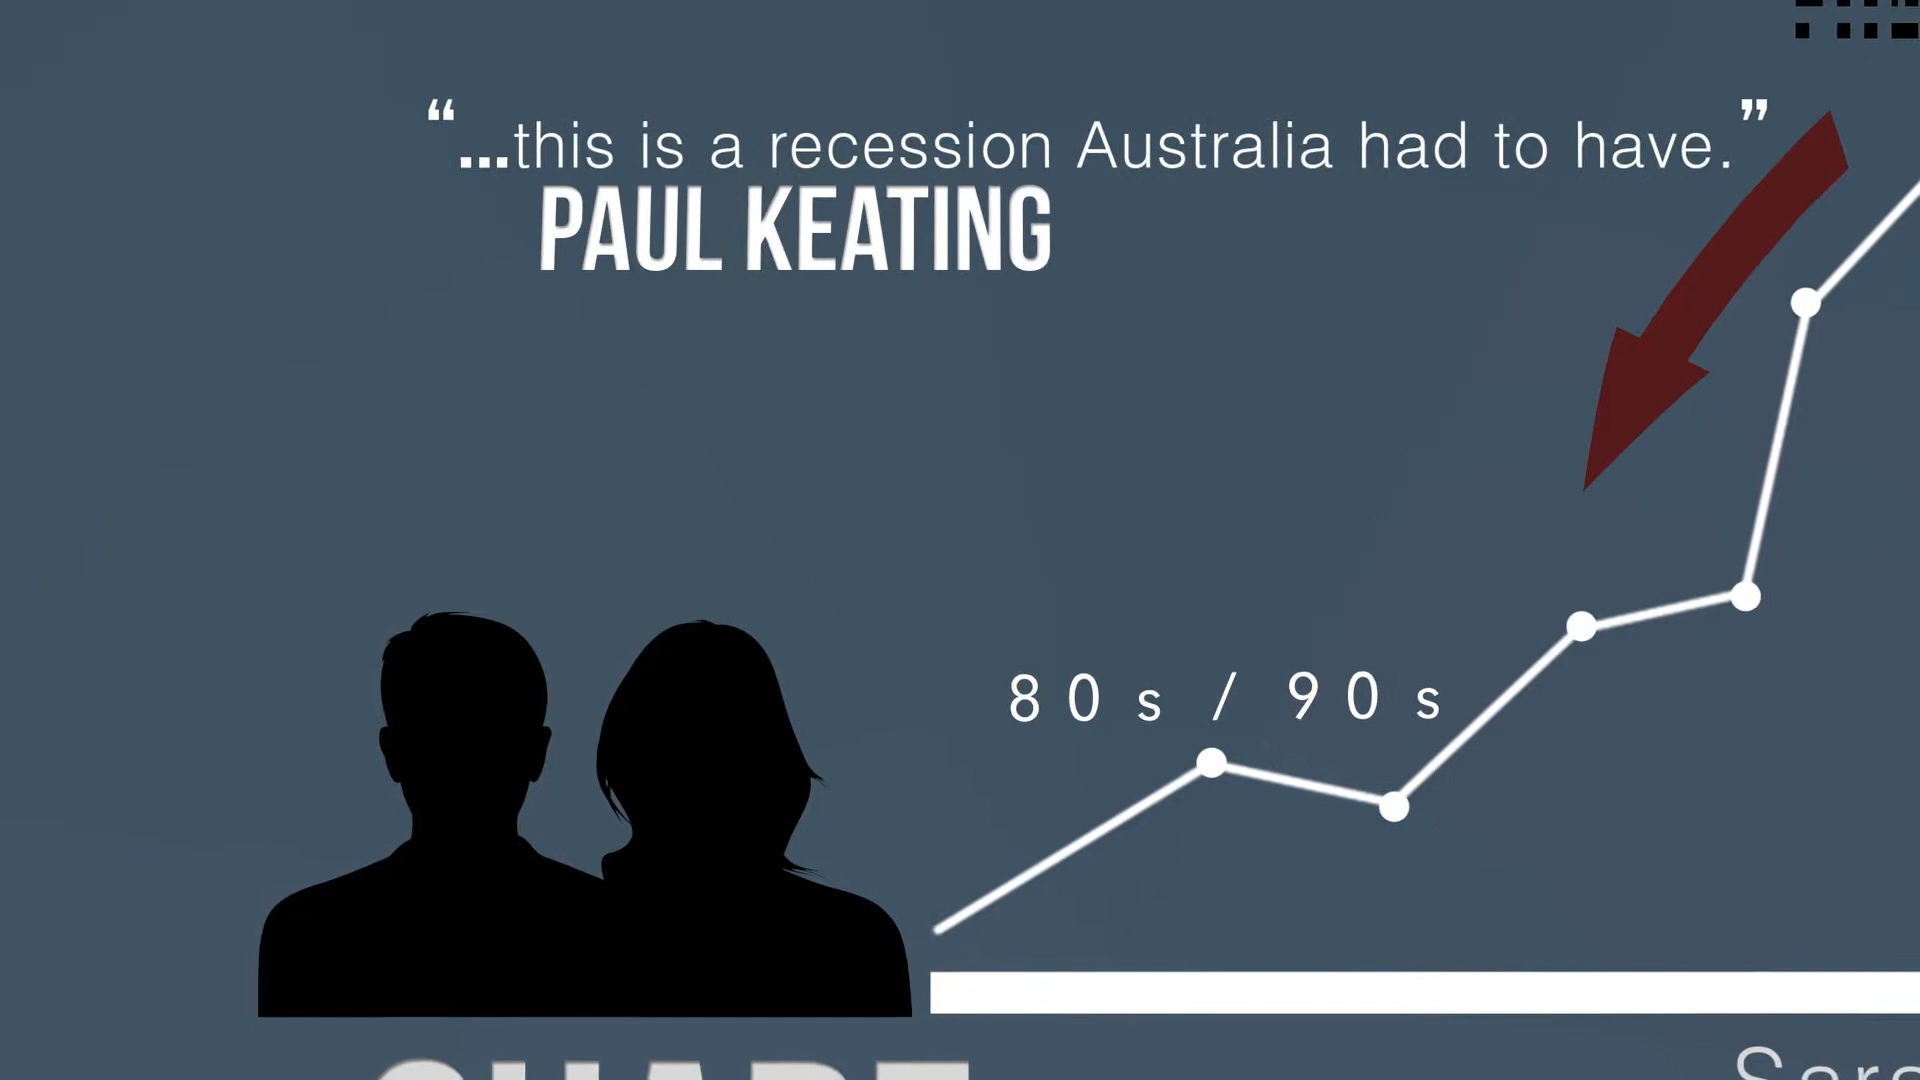 “...this is a recession Australia had to have.”
PAUL KEATING
80s / 90s